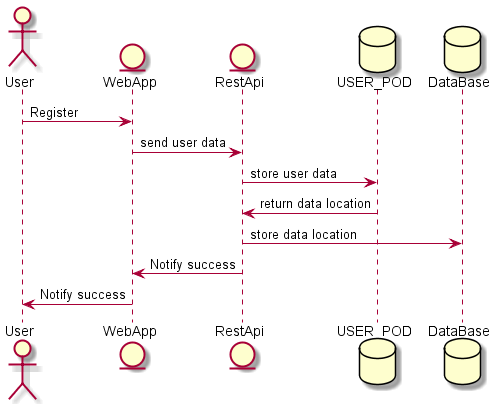 User
WebApp
RestApi
USER_POD
DataBase
Register
send user data
store user data
return data location
store data location
Notify success
Notify success
User
WebApp
RestApi
USER_POD
DataBase